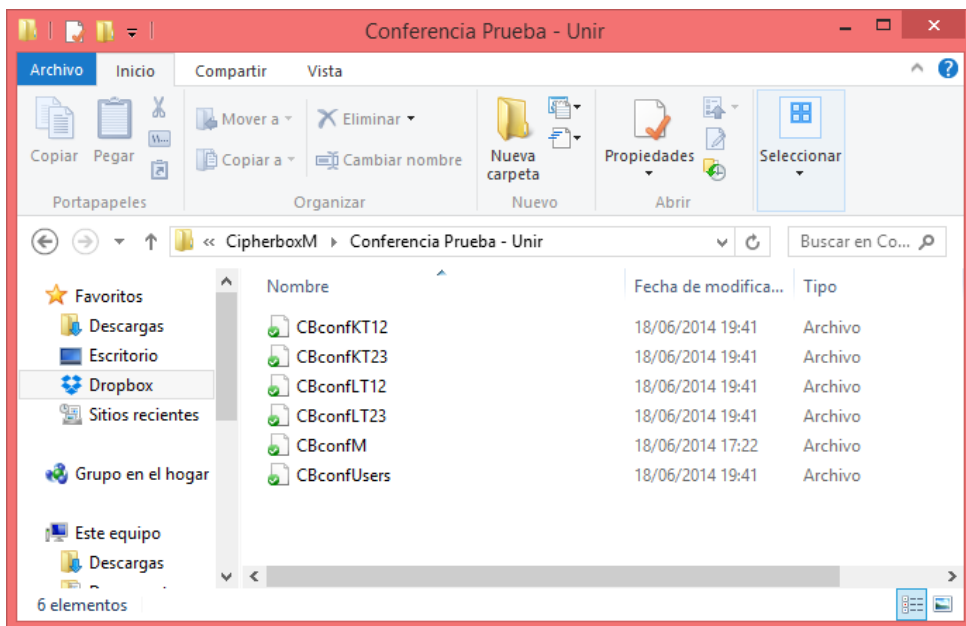 Conferencia Prueba - Unir
Archivo Inicio Compartir Vista
Copiar Pegar
Mover a
Copiar a
Eliminar
Cambiar nombre
Nueva carpeta
Propiedades
Seleccionar
Portapapeles Organizar Nuevo Abrir
« CipherboxM Conferencia Prueba - Unir
Buscar en Co...
Favoritos
Descargas
Escritorio
Dropbox
Sitios recientes
Grupo en el hogar
Este equipo
Descargas
Nombre Fecha de modifica... Tipo
CBconfKT12 18/06/2014 19:41 Archivo
CBconfKT23 18/06/2014 19:41 Archivo
CBconfLT12 18/06/2014 19:41 Archivo
CBconfLT23 18/06/2014 19:41 Archivo
CBconfM 18/06/2014 17:22 Archivo
CBconfUsers 18/06/2014 19:41 Archivo
6 elementos